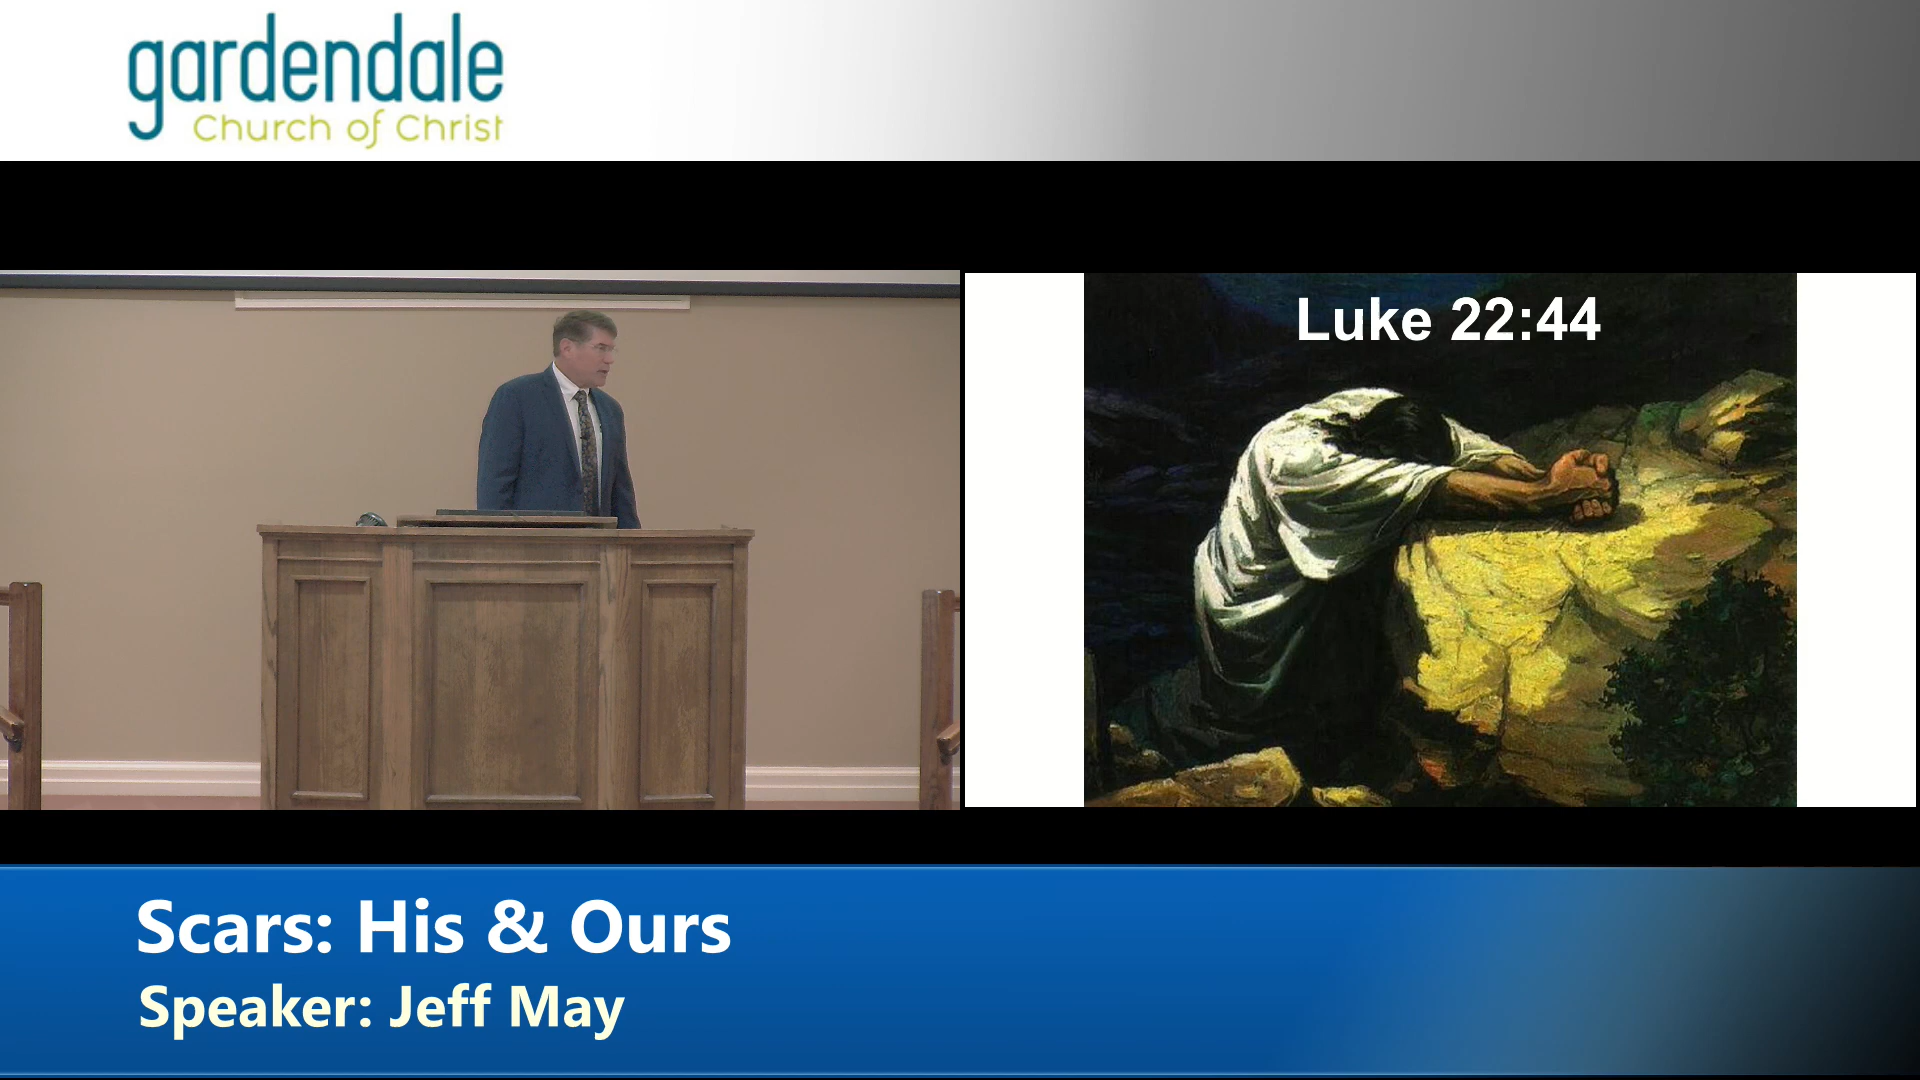 gardendale
Church of Christ
Luke 22:44
Scars: His & Ours
Speaker: Jeff May